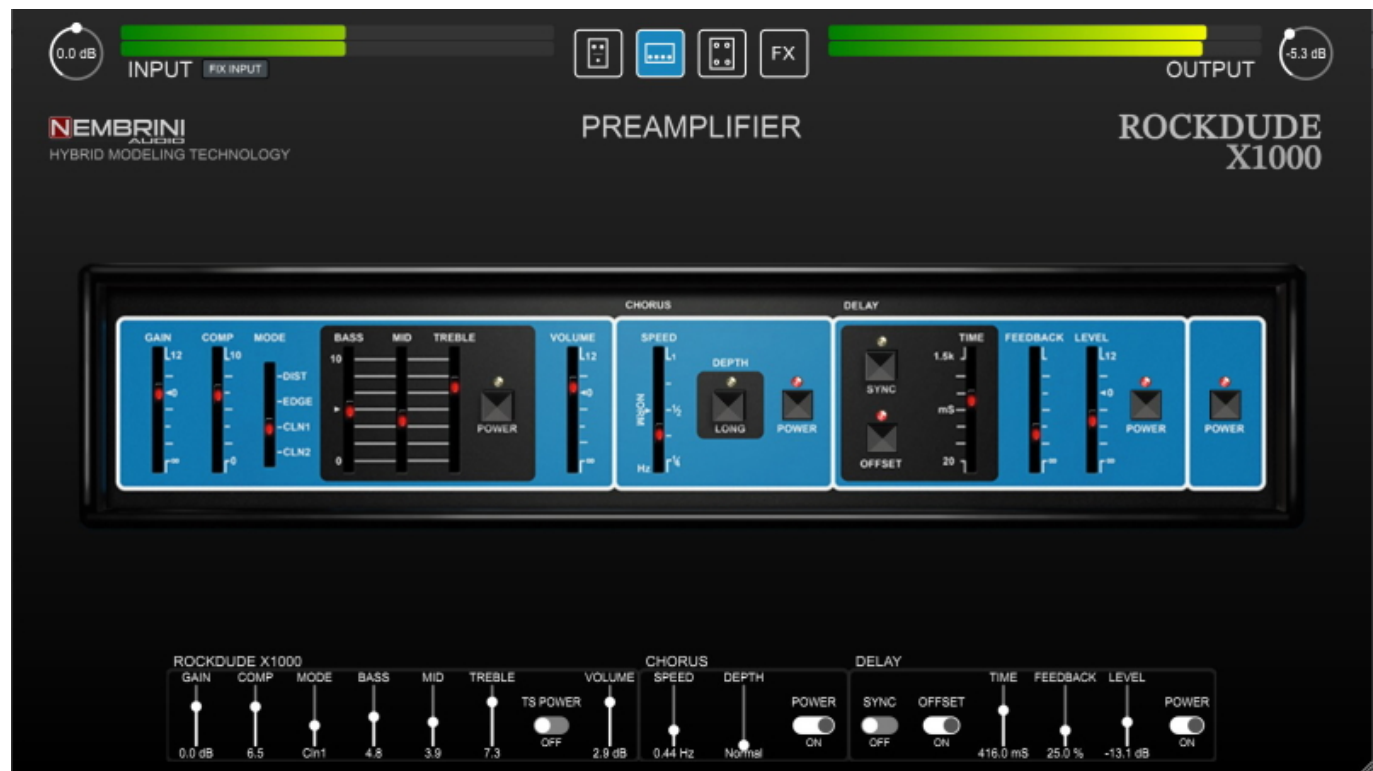 0.0 dB
INPUT FIX INPUT
FX
OUTPUT
-5.3 dB
NEMBRINI
AUDIO
HYBRID MODELING TECHNOLOGY
PREAMPLIFIER
ROCKDUDE
X1000
CHORUS DELAY
GAIN COMP MODE BASS MID TREBLE VOLUME SPEED TIME FEEDBACK LEVEL
12 10 10 12 1 1.5k 12
DEPTH
-DIST
0 0 SYNC 0
-EDGE
NORM ½ mS
-CLN1 POWER LONG POWER POWER POWER
-CLN2
∞ 0 0 ∞ Hz ¼ OFFSET 20 ∞ ∞
ROCKDUDE X1000 CHORUS DELAY
GAIN COMP MODE BASS MID TREBLE VOLUME SPEED DEPTH TIME FEEDBACK LEVEL
TS POWER POWER SYNC OFFSET POWER
OFF ON OFF ON ON
0.0 dB 6.5 Cln1 4.8 3.9 7.3 2.9 dB 0.44 Hz Normal 416.0 mS 25.0 % -13.1 dB